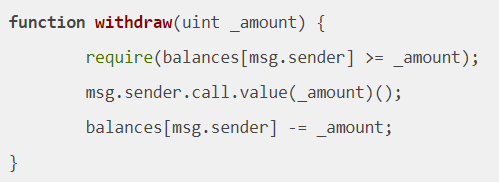 function withdraw(uint _amount) {
        require(balances[msg.sender] >= _amount);
        msg.sender.call.value(_amount)();
        balances[msg.sender] -= _amount;
}